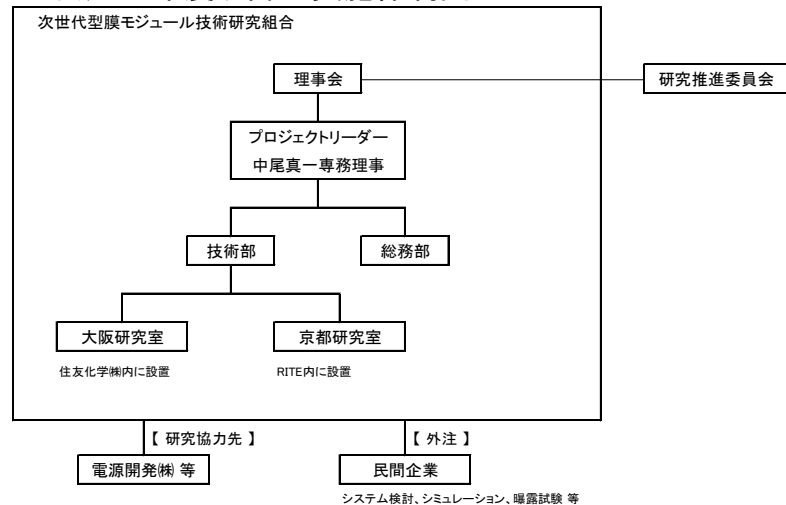 次世代型膜モジュール技術研究組合
理事会
研究推進委員会
プロジェクトリーダー
中尾真一専務理事
技術部
総務部
大阪研究室
京都研究室
住友化学㈱内に設置
RITE内に設置
【 研究協力先 】
【 外注 】
電源開発㈱ 等
民間企業
システム検討、シミュレーション、曝露試験 等